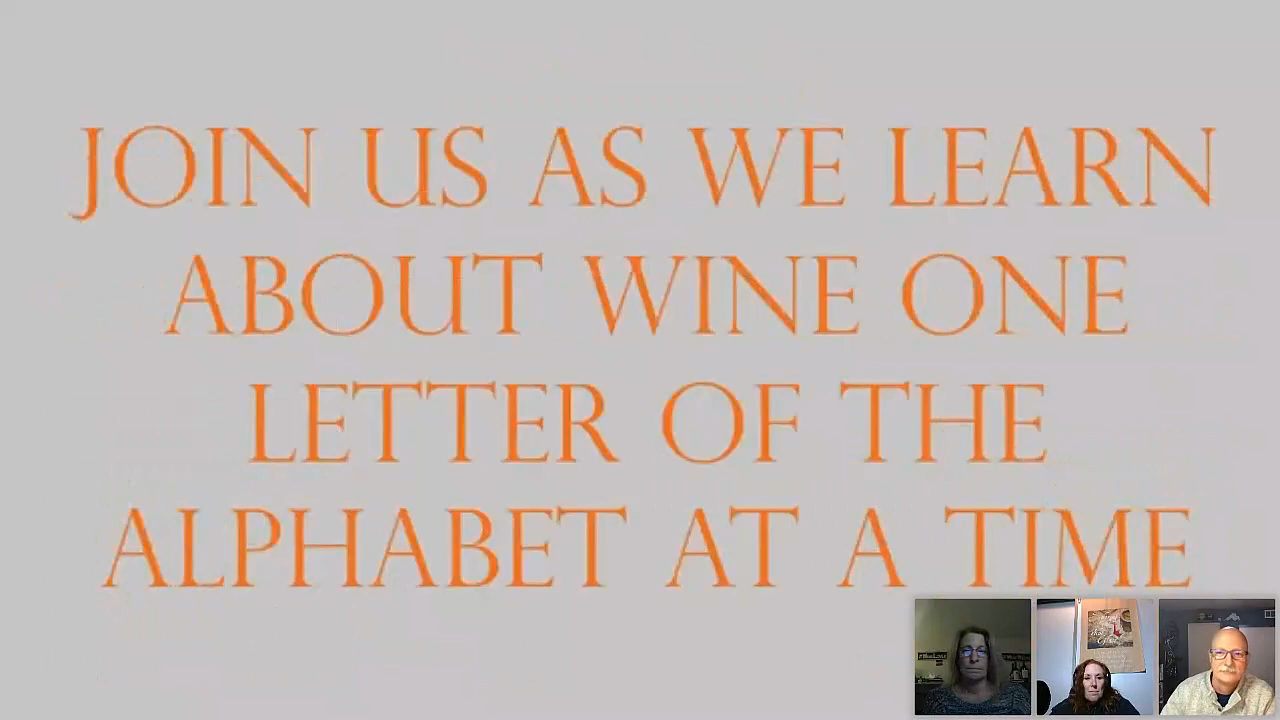 JOIN US AS WE LEARN
ABOUT WINE ONE
LETTER OF THE
ALPHABET AT A TIME